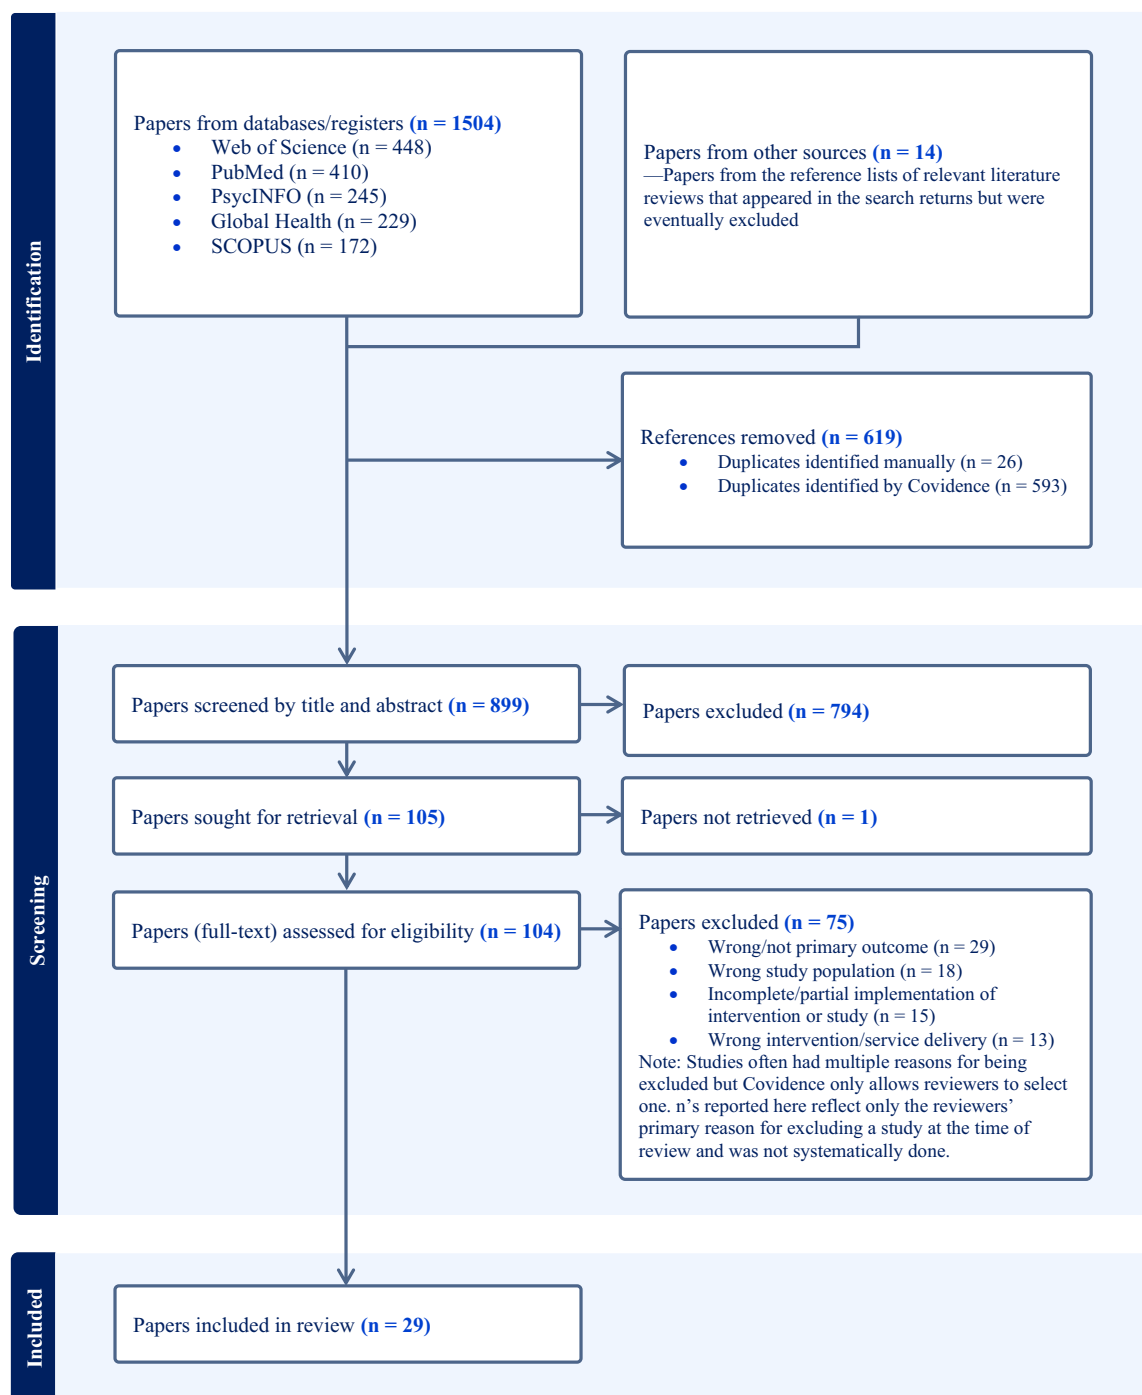 Identification
Papers from databases/registers (n = 1504)
• Web of Science (n = 448)
• PubMed (n = 410)
• PsycINFO (n = 245)
• Global Health (n = 229)
• SCOPUS (n = 172)
Papers from other sources (n = 14)
—Papers from the reference lists of relevant literature
reviews that appeared in the search returns but were
eventually excluded
References removed (n = 619)
• Duplicates identified manually (n = 26)
• Duplicates identified by Covidence (n = 593)
Screening
Papers screened by title and abstract (n = 899)
Papers excluded (n = 794)
Papers sought for retrieval (n = 105)
Papers not retrieved (n = 1)
Papers (full-text) assessed for eligibility (n = 104)
Papers excluded (n = 75)
• Wrong/not primary outcome (n = 29)
• Wrong study population (n = 18)
• Incomplete/partial implementation of
intervention or study (n = 15)
• Wrong intervention/service delivery (n = 13)
Note: Studies often had multiple reasons for being
excluded but Covidence only allows reviewers to select
one. n’s reported here reflect only the reviewers’
primary reason for excluding a study at the time of
review and was not systematically done.
Included
Papers included in review (n = 29)